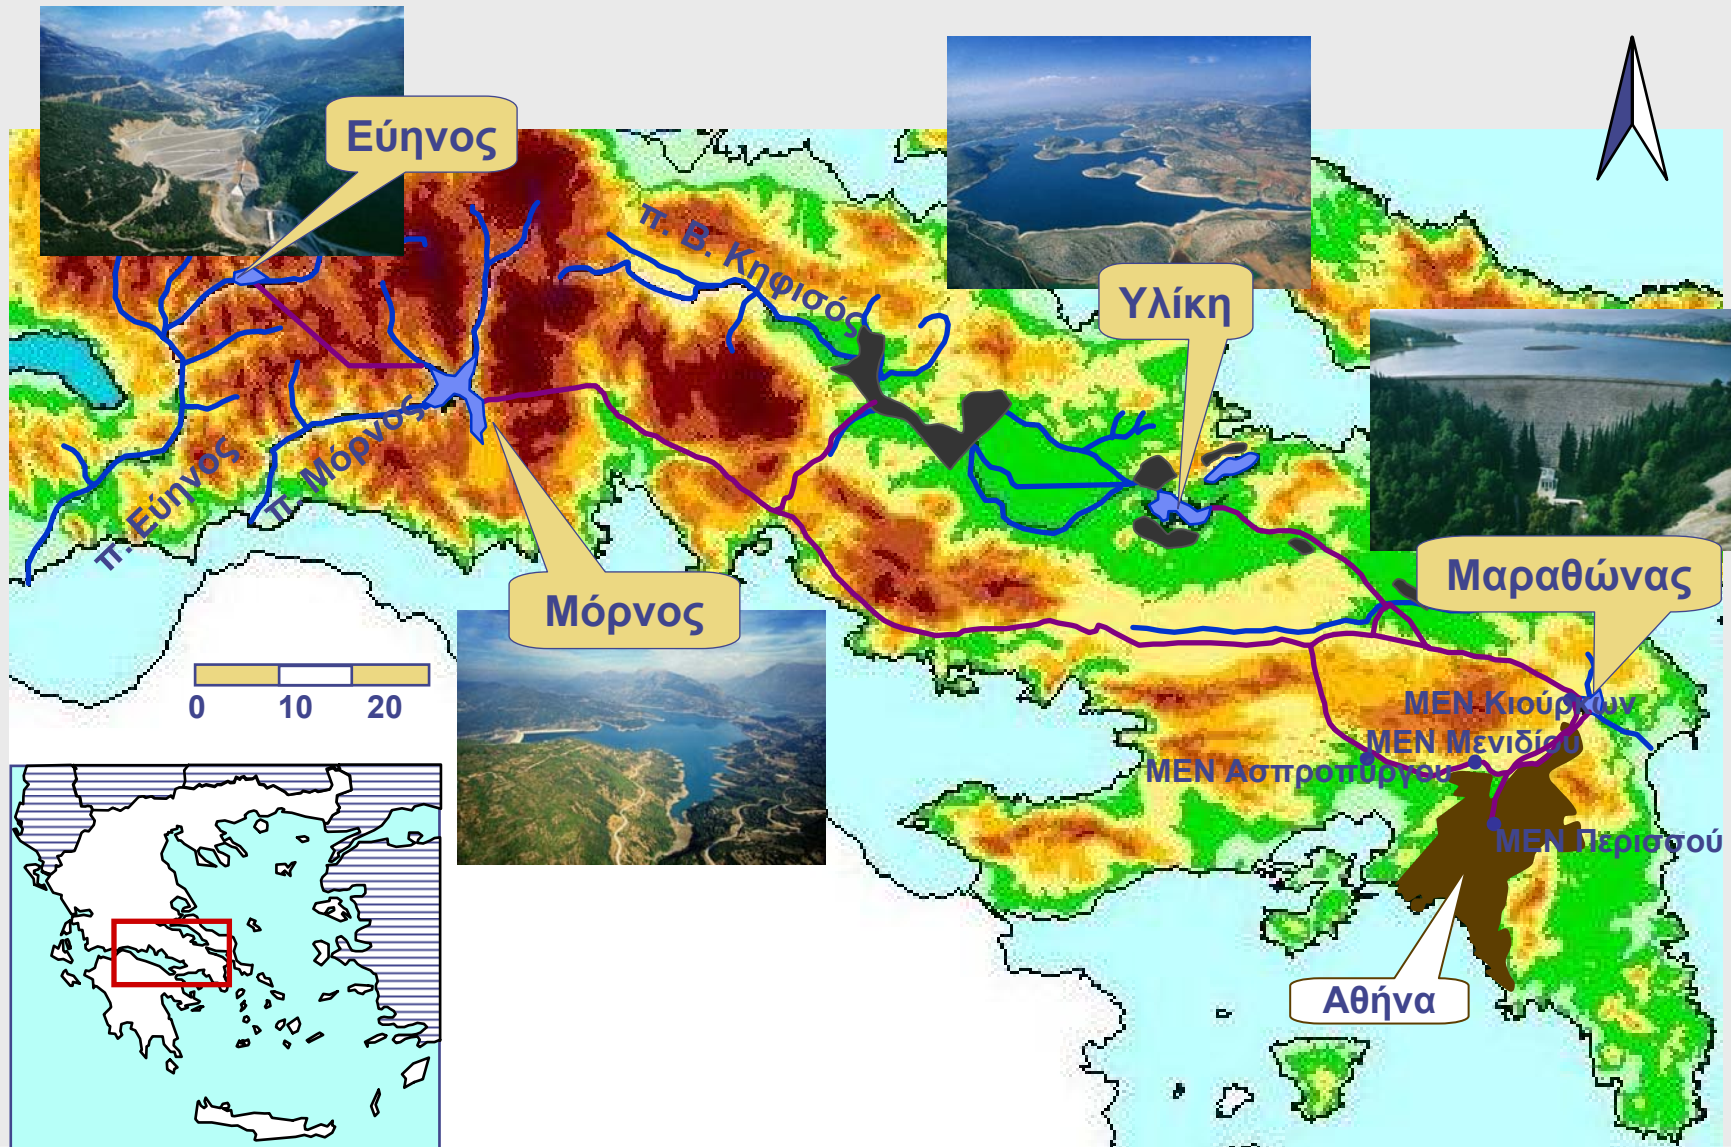 Εύηνος
π. Β. Κηφισός
Υλίκη
π. Εύηνος
π. Μόρνος
Μόρνος
Μαραθώνας
0 10 20
ΜΕΝ Κιούρκων
ΜΕΝ Μενιδίου
ΜΕΝ Ασπροπύργου
ΜΕΝ Περισσού
Αθήνα